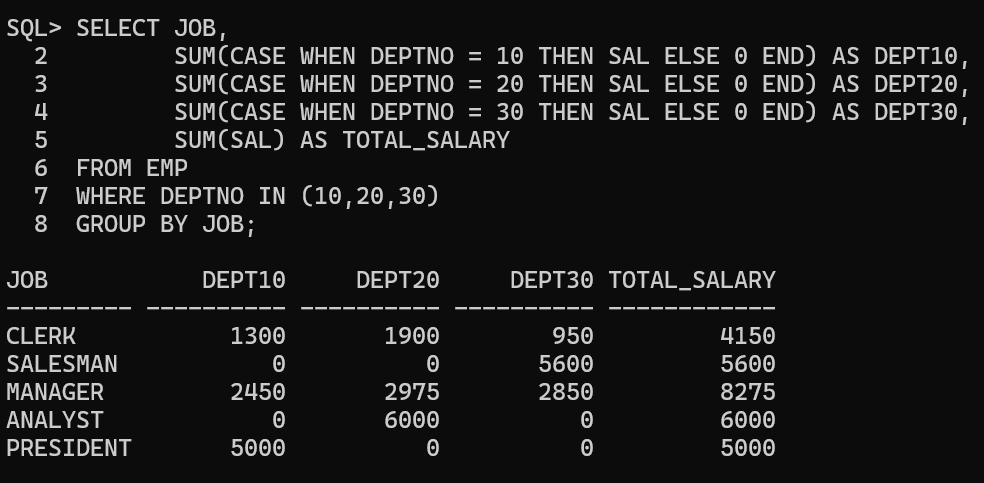 SQL> SELECT JOB,
  2         SUM(CASE WHEN DEPTNO = 10 THEN SAL ELSE 0 END) AS DEPT10,
  3         SUM(CASE WHEN DEPTNO = 20 THEN SAL ELSE 0 END) AS DEPT20,
  4         SUM(CASE WHEN DEPTNO = 30 THEN SAL ELSE 0 END) AS DEPT30,
  5         SUM(SAL) AS TOTAL_SALARY
  6  FROM EMP
  7  WHERE DEPTNO IN (10,20,30)
  8  GROUP BY JOB;

JOB           DEPT10     DEPT20     DEPT30 TOTAL_SALARY
--------- ---------- ---------- ---------- ------------
CLERK           1300       1900        950         4150
SALESMAN           0          0       5600         5600
MANAGER         2450       2975       2850         8275
ANALYST            0       6000          0         6000
PRESIDENT       5000          0          0         5000